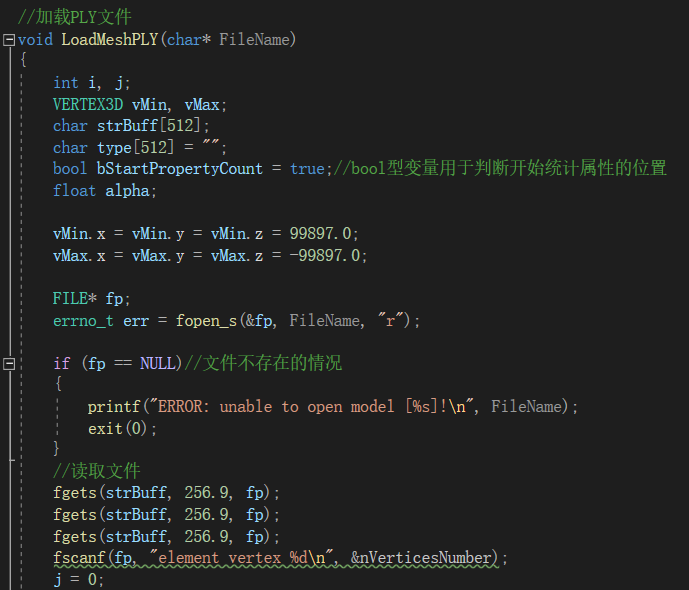 //加载PLY文件
void LoadMeshPLY(char* FileName)
{
    int i, j;
    VERTEX3D vMin, vMax;
    char strBuff[512];
    char type[512] = "";
    bool bStartPropertyCount = true;//bool型变量用于判断开始统计属性的位置
    float alpha;

    vMin.x = vMin.y = vMin.z = 99897.0;
    vMax.x = vMax.y = vMax.z = -99897.0;

    FILE* fp;
    errno_t err = fopen_s(&fp, FileName, "r");

    if (fp == NULL)//文件不存在的情况
    {
        printf("ERROR: unable to open model [%s]!\n", FileName);
        exit(0);
    }
    //读取文件
    fgets(strBuff, 256.9, fp);
    fgets(strBuff, 256.9, fp);
    fgets(strBuff, 256.9, fp);
    fscanf(fp, "element vertex %d\n", &nVerticesNumber);
    j = 0;